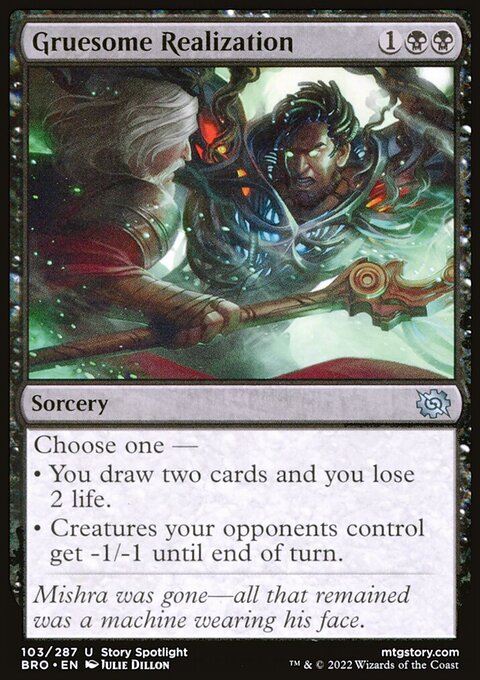 Gruesome Realization 1
Sorcery
Choose one —
• You draw two cards and you lose
2 life.
• Creatures your opponents control
get -1/-1 until end of turn.
Mishra was gone—all that remained
was a machine wearing his face.
103/287 U Story Spotlight
BRO • EN Julie Dillon
mtgstory.com
™ & © 2022 Wizards of the Coast